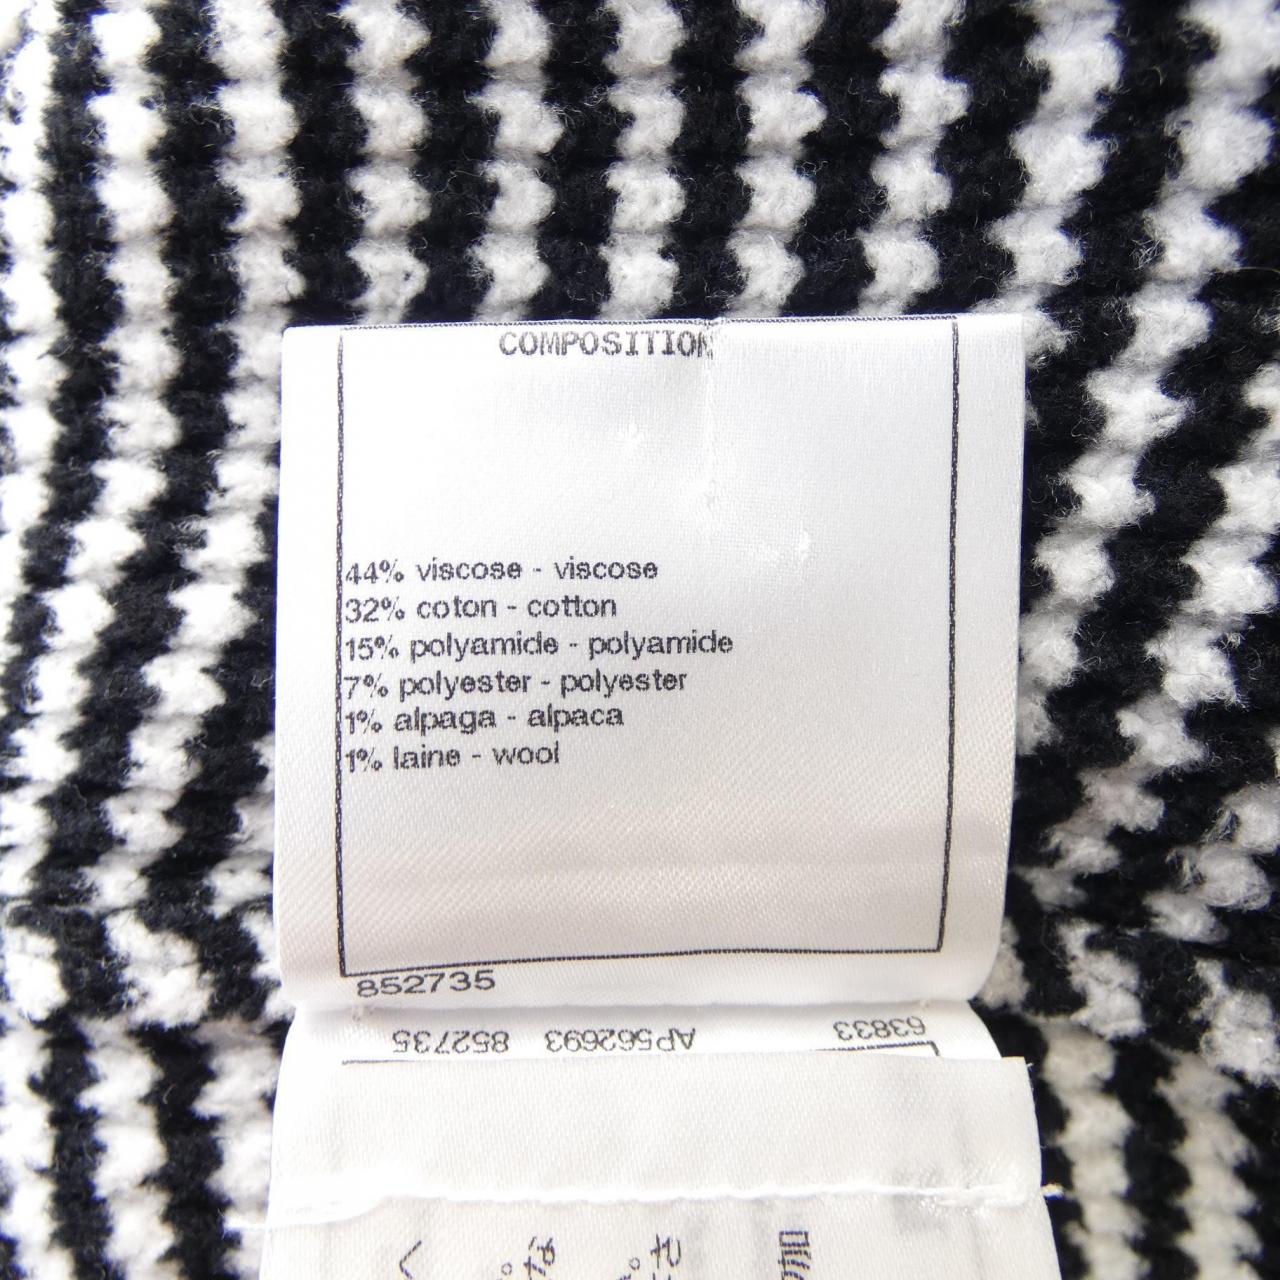 COMPOSITION
44% viscose - viscose
32% coton - cotton
15% polyamide - polyamide
7% polyester - polyester
1% alpaga - alpaca
1% laine - wool
852735
63833 AP562693 852735